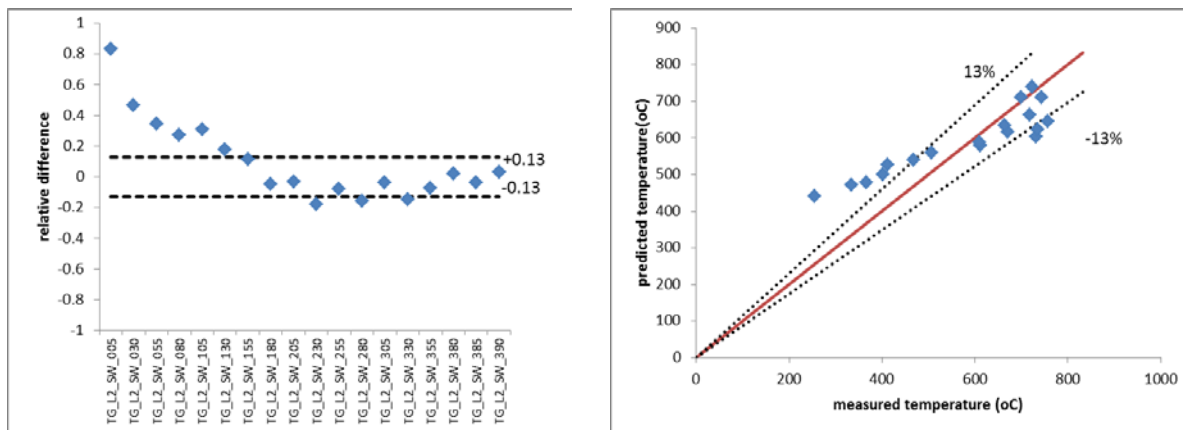 relative difference
1
0.8
0.6
0.4
0.2
0
-0.2
-0.4
-0.6
-0.8
-1
+0.13
-0.13
TG_L2_SW_005
TG_L2_SW_030
TG_L2_SW_055
TG_L2_SW_080
TG_L2_SW_105
TG_L2_SW_130
TG_L2_SW_155
TG_L2_SW_180
TG_L2_SW_205
TG_L2_SW_230
TG_L2_SW_255
TG_L2_SW_280
TG_L2_SW_305
TG_L2_SW_330
TG_L2_SW_355
TG_L2_SW_380
TG_L2_SW_385
TG_L2_SW_390
predicted temperature(oC)
900
800
700
600
500
400
300
200
100
0
13%
-13%
0
200
400
600
800
1000
measured temperature (oC)